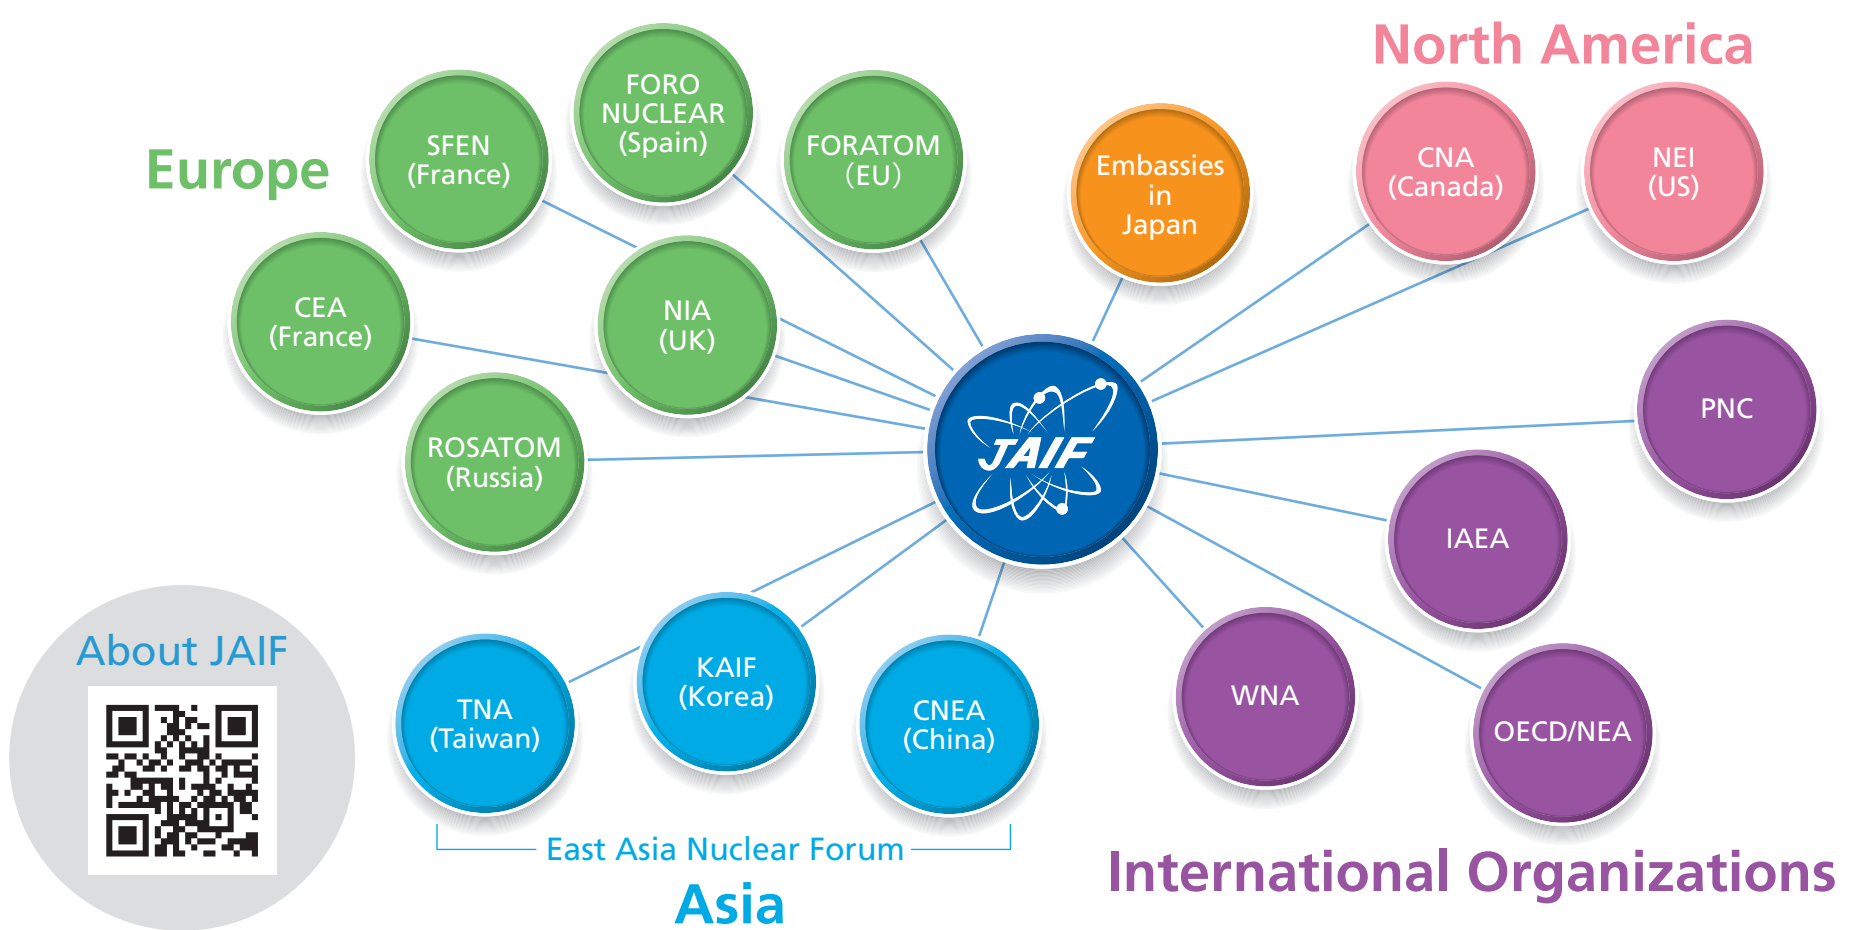 North America
Europe
SFEN
(France)
FORO
NUCLEAR
(Spain)
FORATOM
（EU）
Embassies
in
Japan
CNA
(Canada)
NEI
(US)
CEA
(France)
NIA
(UK)
ROSATOM
(Russia)
JAIF
PNC
IAEA
WNA
OECD/NEA
International Organizations
TNA
(Taiwan)
KAIF
(Korea)
CNEA
(China)
East Asia Nuclear Forum
Asia
About JAIF